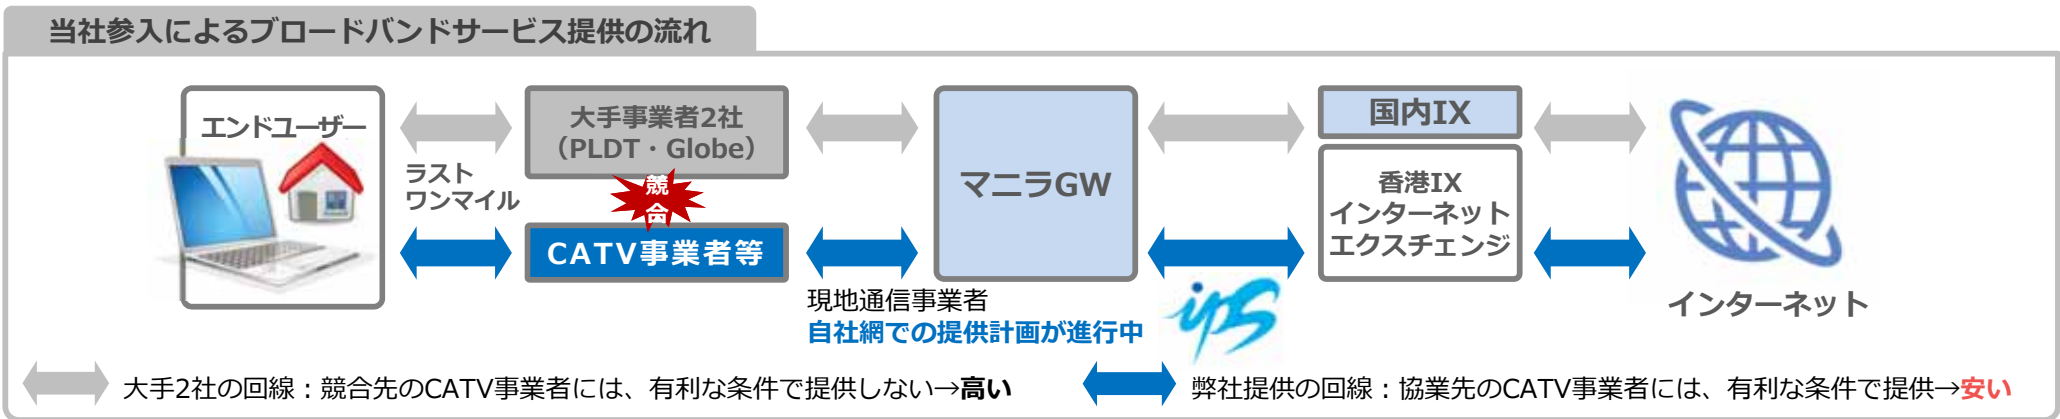 当社参入によるブロードバンドサービス提供の流れ
エンドユーザー
ラスト
ワンマイル
大手事業者2社
（PLDT・Globe）
競
合
CATV事業者等
現地通信事業者
自社網での提供計画が進行中
マニラGW
ips
国内IX
香港IX
インターネット
エクスチェンジ
インターネット
大手2社の回線：競合先のCATV事業者には、有利な条件で提供しない→高い
弊社提供の回線：協業先のCATV事業者には、有利な条件で提供→安い